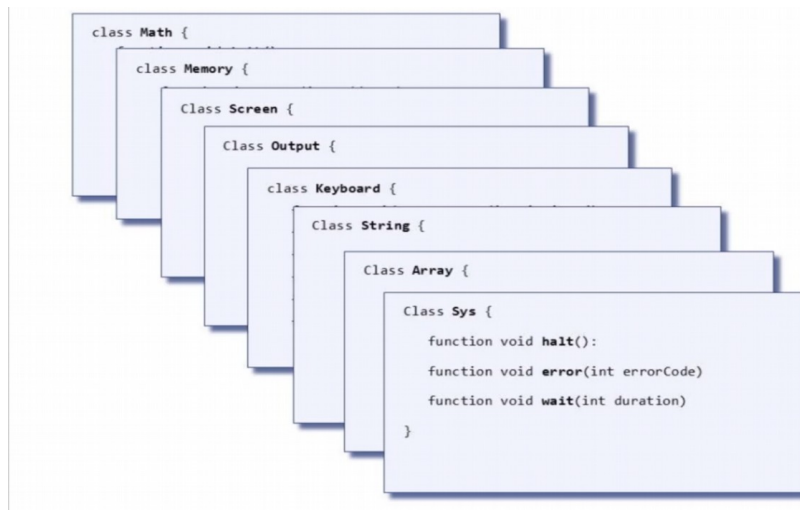 class Math {
class Memory {
Class Screen {
Class Output {
class Keyboard {
Class String {
Class Array {
Class Sys {
function void halt():
function void error(int errorCode)
function void wait(int duration)
}